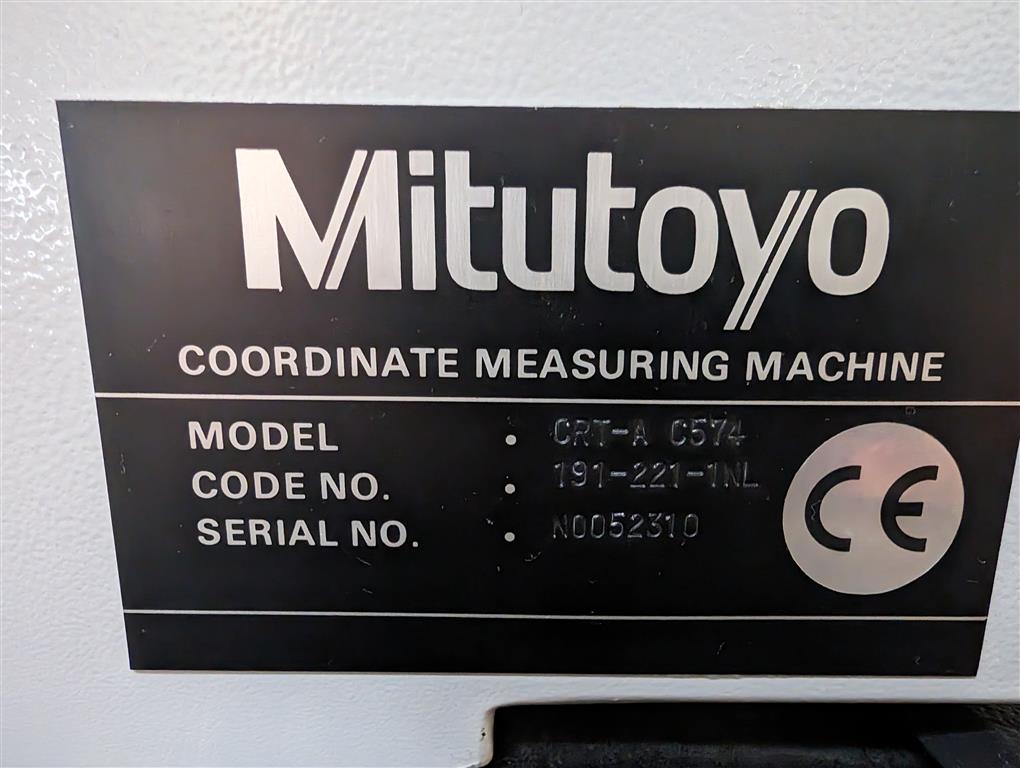 Mitutoyo
COORDINATE MEASURING MACHINE
MODEL . CRT-A C574
CODE NO. . 191-221-1NL
SERIAL NO. . N0052310
CE